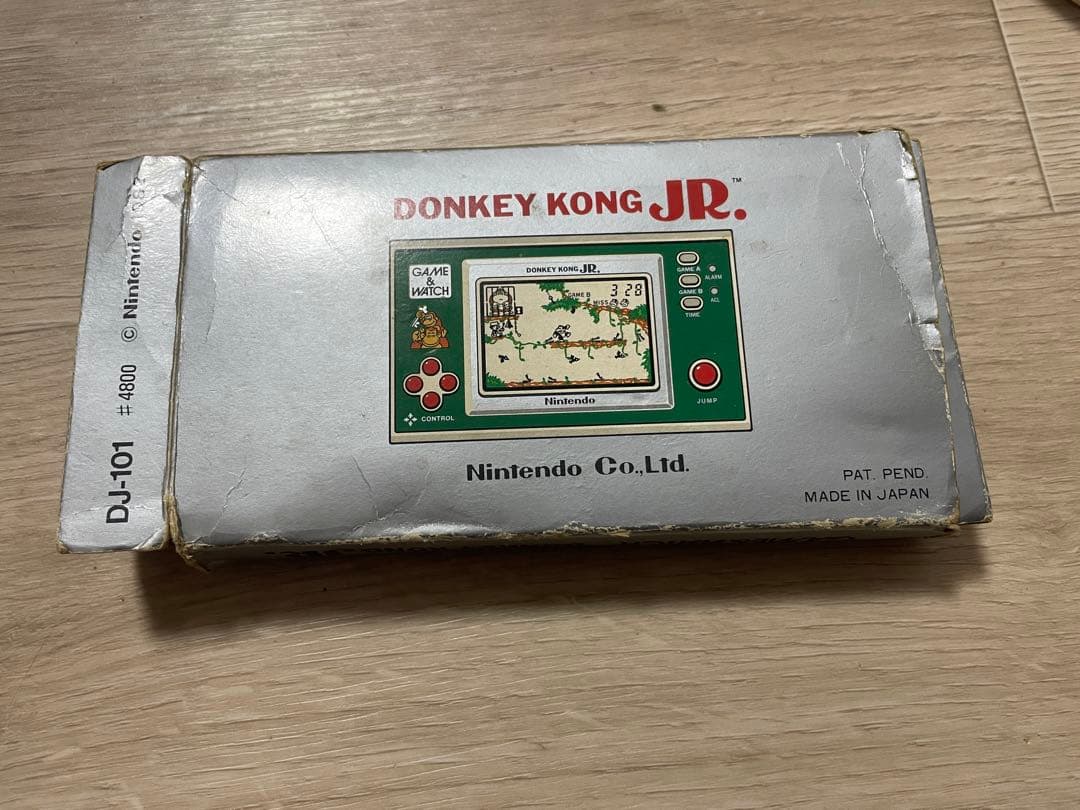 DONKEY KONG JR.™
GAME & WATCH
DONKEY KONG JR.
GAME B
3 28
MISS
GAME A
ALARM
GAME B
ACL
TIME
CONTROL
Nintendo
JUMP
Nintendo Co.,Ltd.
PAT. PEND.
MADE IN JAPAN
DJ-101 #4800 © Nintendo